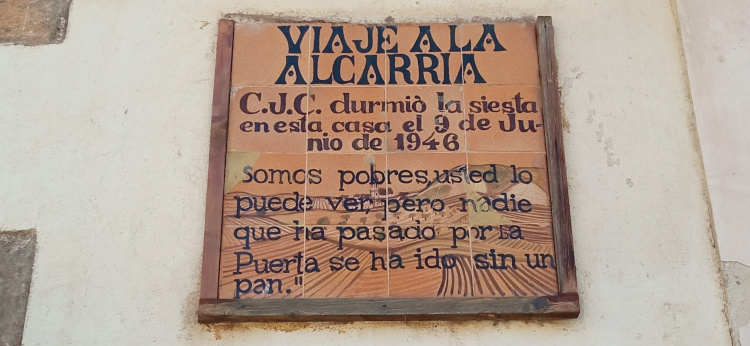 VIAJE A LA
ALCARRIA
C.J.C. durmiò la siesta
en esta casa el 9 de Ju-
nio de 1946
Somos pobres, usted lo
puede ver, pero nadie
que ha pasado por la
Puerta se ha ido sin un
pan."